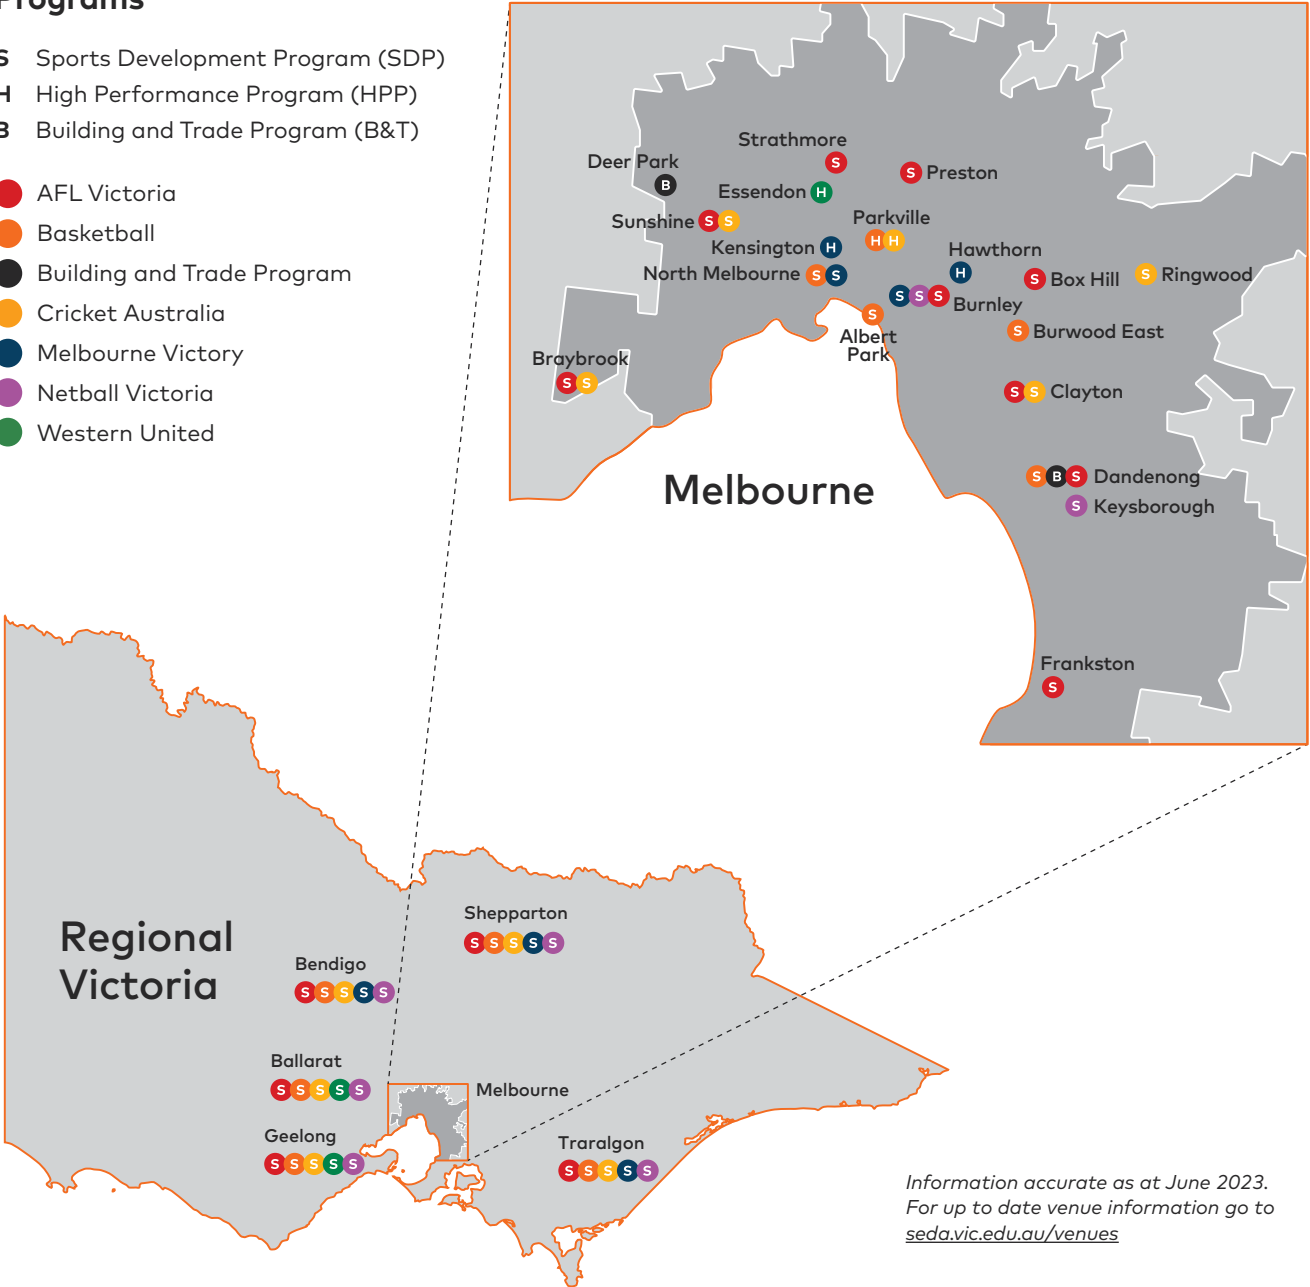 Programs
S Sports Development Program (SDP)
H High Performance Program (HPP)
B Building and Trade Program (B&T)
AFL Victoria
Basketball
Building and Trade Program
Cricket Australia
Melbourne Victory
Netball Victoria
Western United
Strathmore
S
Deer Park
B
S Preston
Essendon H
Sunshine S S
Parkville
H H
Kensington H
Hawthorn
H
North Melbourne S S
S Box Hill
S Ringwood
S S S Burnley
S
Albert
Park
S Burwood East
Braybrook
S S
S S Clayton
S B S Dandenong
S Keysborough
Melbourne
Frankston
S
Regional
Victoria
Shepparton
S S S S S
Bendigo
S S S S S
Ballarat
S S S S S
Melbourne
Geelong
S S S S S
Traralgon
S S S S S
Information accurate as at June 2023.
For up to date venue information go to
seda.vic.edu.au/venues